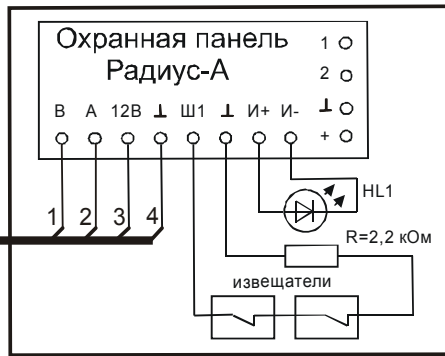 Охранная панель
Радиус-А
1
2
⊥
+
В А 12В ⊥ Ш1 ⊥ И+ И-
1 2 3 4
HL1
R=2,2 кОм
извещатели